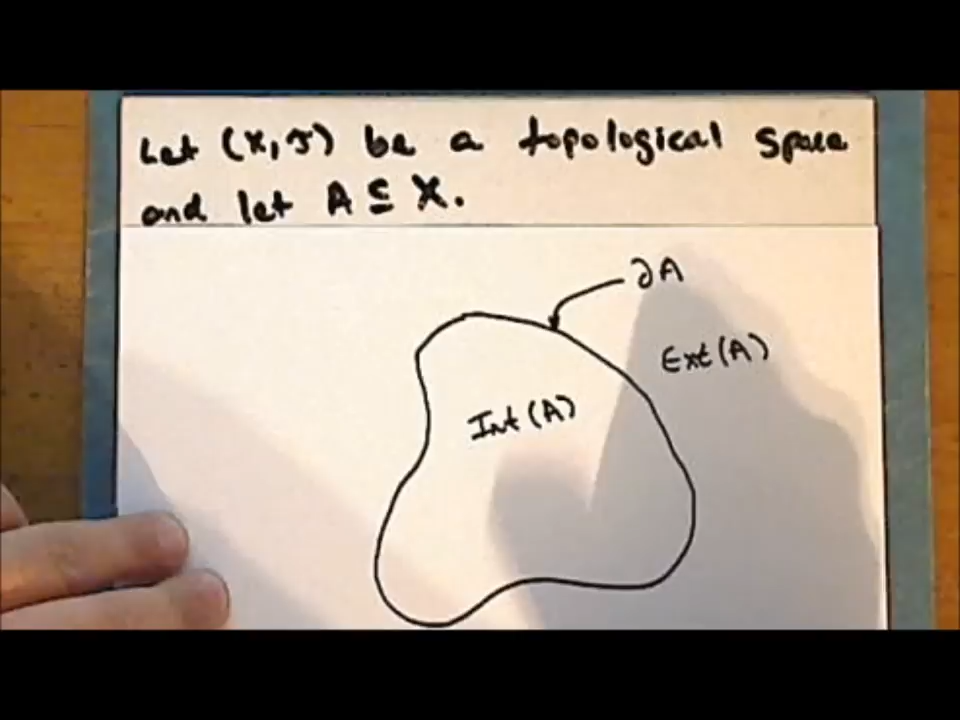 Let (X, 𝒯) be a topological space
and let A ⊆ X.
∂A
Ext(A)
Int(A)